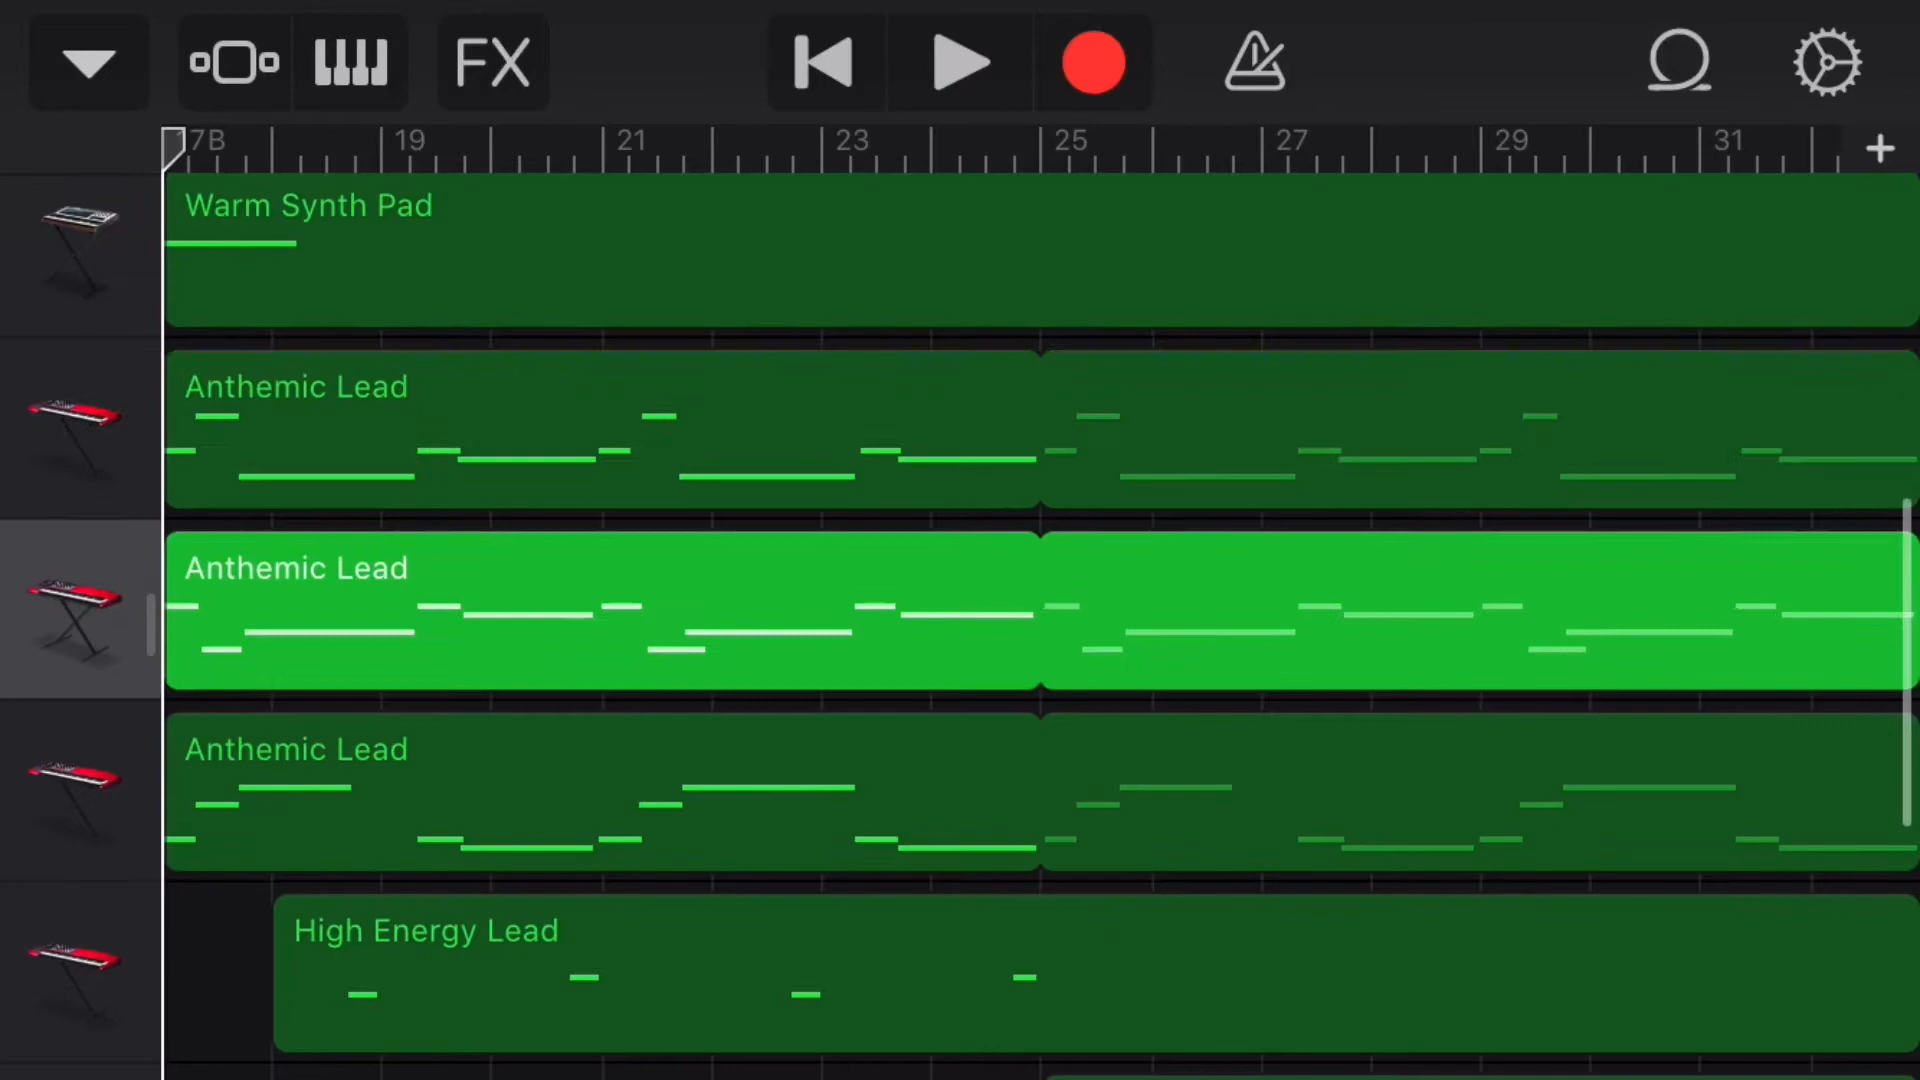 FX
7B 19 21 23 25 27 29 31 +
Warm Synth Pad
Anthemic Lead
Anthemic Lead
Anthemic Lead
High Energy Lead